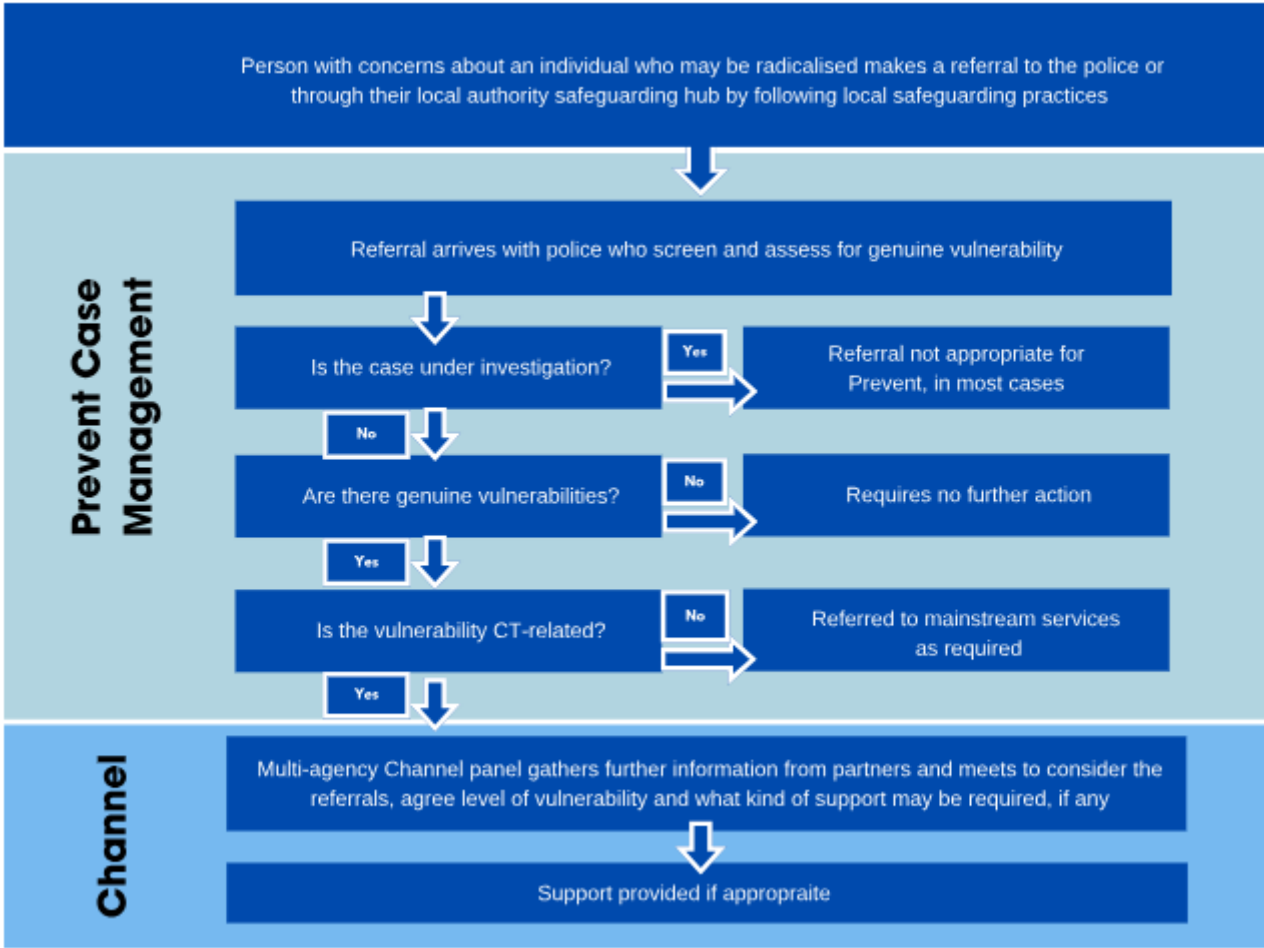 Person with concerns about an individual who may be radicalised makes a referral to the police or
through their local authority safeguarding hub by following local safeguarding practices
Prevent Case
Management
Referral arrives with police who screen and assess for genuine vulnerability
Is the case under investigation?
Yes
Referral not appropriate for
Prevent, in most cases
No
Are there genuine vulnerabilities?
No
Requires no further action
Yes
Is the vulnerability CT-related?
No
Referred to mainstream services
as required
Yes
Channel
Multi-agency Channel panel gathers further information from partners and meets to consider the
referrals, agree level of vulnerability and what kind of support may be required, if any
Support provided if appropraite